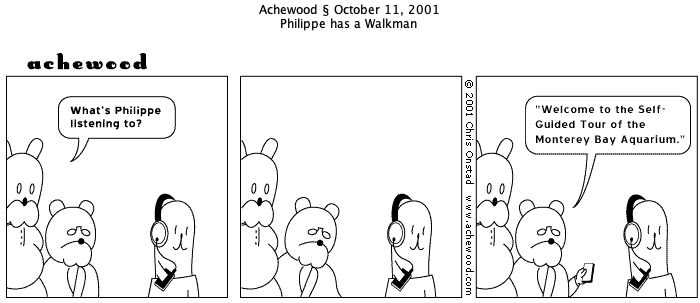 Achewood § October 11, 2001
Philippe has a Walkman
achewood
What's Philippe
listening to?
© 2001 Chris Onstad www.achewood.com
"Welcome to the Self-
Guided Tour of the
Monterey Bay Aquarium."